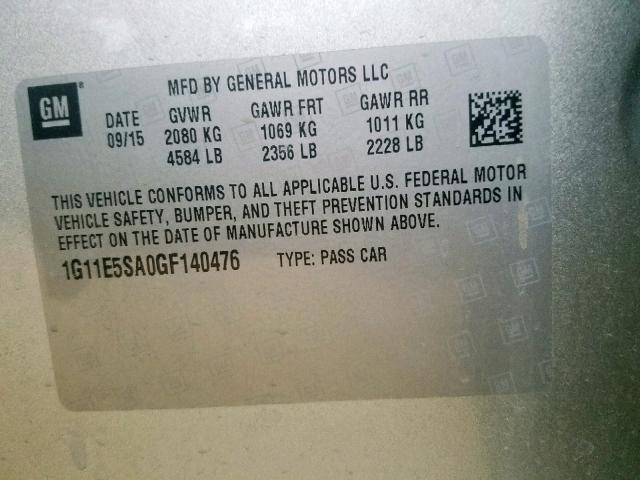 GM
MFD BY GENERAL MOTORS LLC
DATE GVWR GAWR FRT GAWR RR
09/15 2080 KG 1069 KG 1011 KG
4584 LB 2356 LB 2228 LB
THIS VEHICLE CONFORMS TO ALL APPLICABLE U.S. FEDERAL MOTOR
VEHICLE SAFETY, BUMPER, AND THEFT PREVENTION STANDARDS IN
EFFECT ON THE DATE OF MANUFACTURE SHOWN ABOVE.
1G11E5SA0GF140476 TYPE: PASS CAR